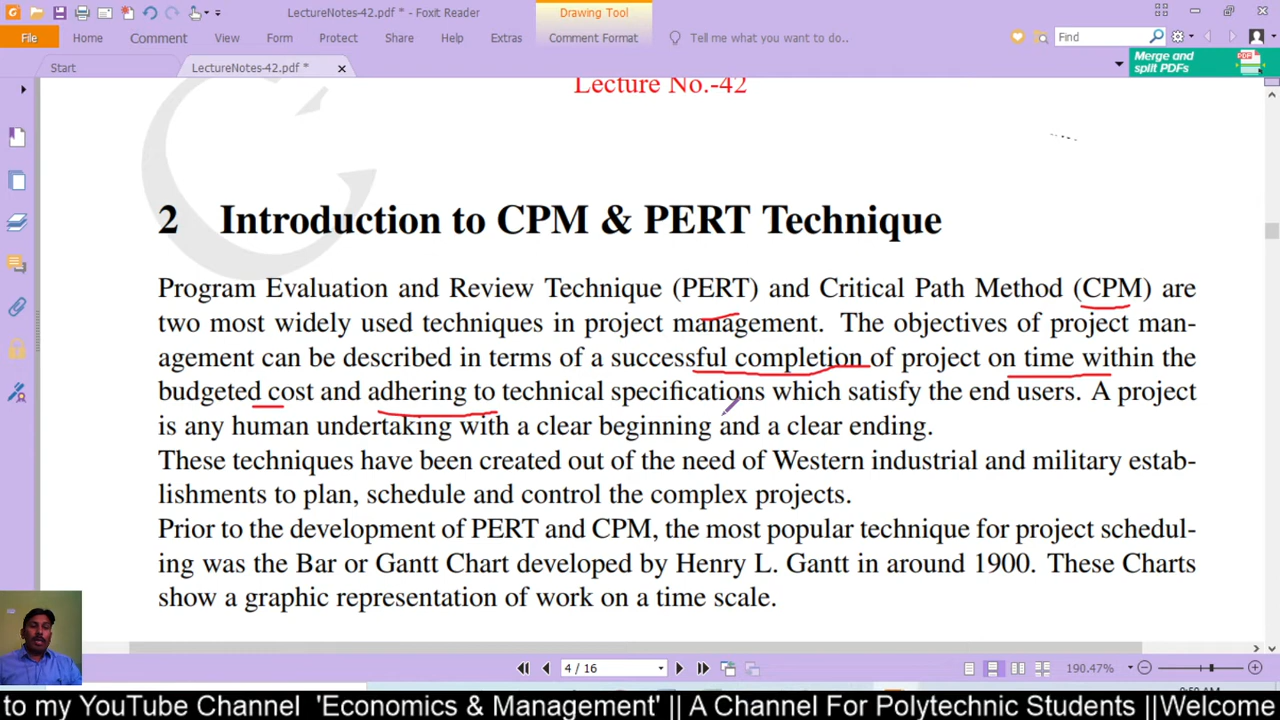 LectureNotes-42.pdf * - Foxit Reader
Drawing Tool
File Home Comment View Form Protect Share Help Extras Comment Format Tell me what you want to do.. Find
Start LectureNotes-42.pdf *
Merge and
split PDFs
Lecture No.-42
2 Introduction to CPM & PERT Technique
Program Evaluation and Review Technique (PERT) and Critical Path Method (CPM) are
two most widely used techniques in project management. The objectives of project man-
agement can be described in terms of a successful completion of project on time within the
budgeted cost and adhering to technical specifications which satisfy the end users. A project
is any human undertaking with a clear beginning and a clear ending.
These techniques have been created out of the need of Western industrial and military estab-
lishments to plan, schedule and control the complex projects.
Prior to the development of PERT and CPM, the most popular technique for project schedul-
ing was the Bar or Gantt Chart developed by Henry L. Gantt in around 1900. These Charts
show a graphic representation of work on a time scale.
4 / 16
190.47%
to my YouTube Channel 'Economics & Management' || A Channel For Polytechnic Students ||Welcome